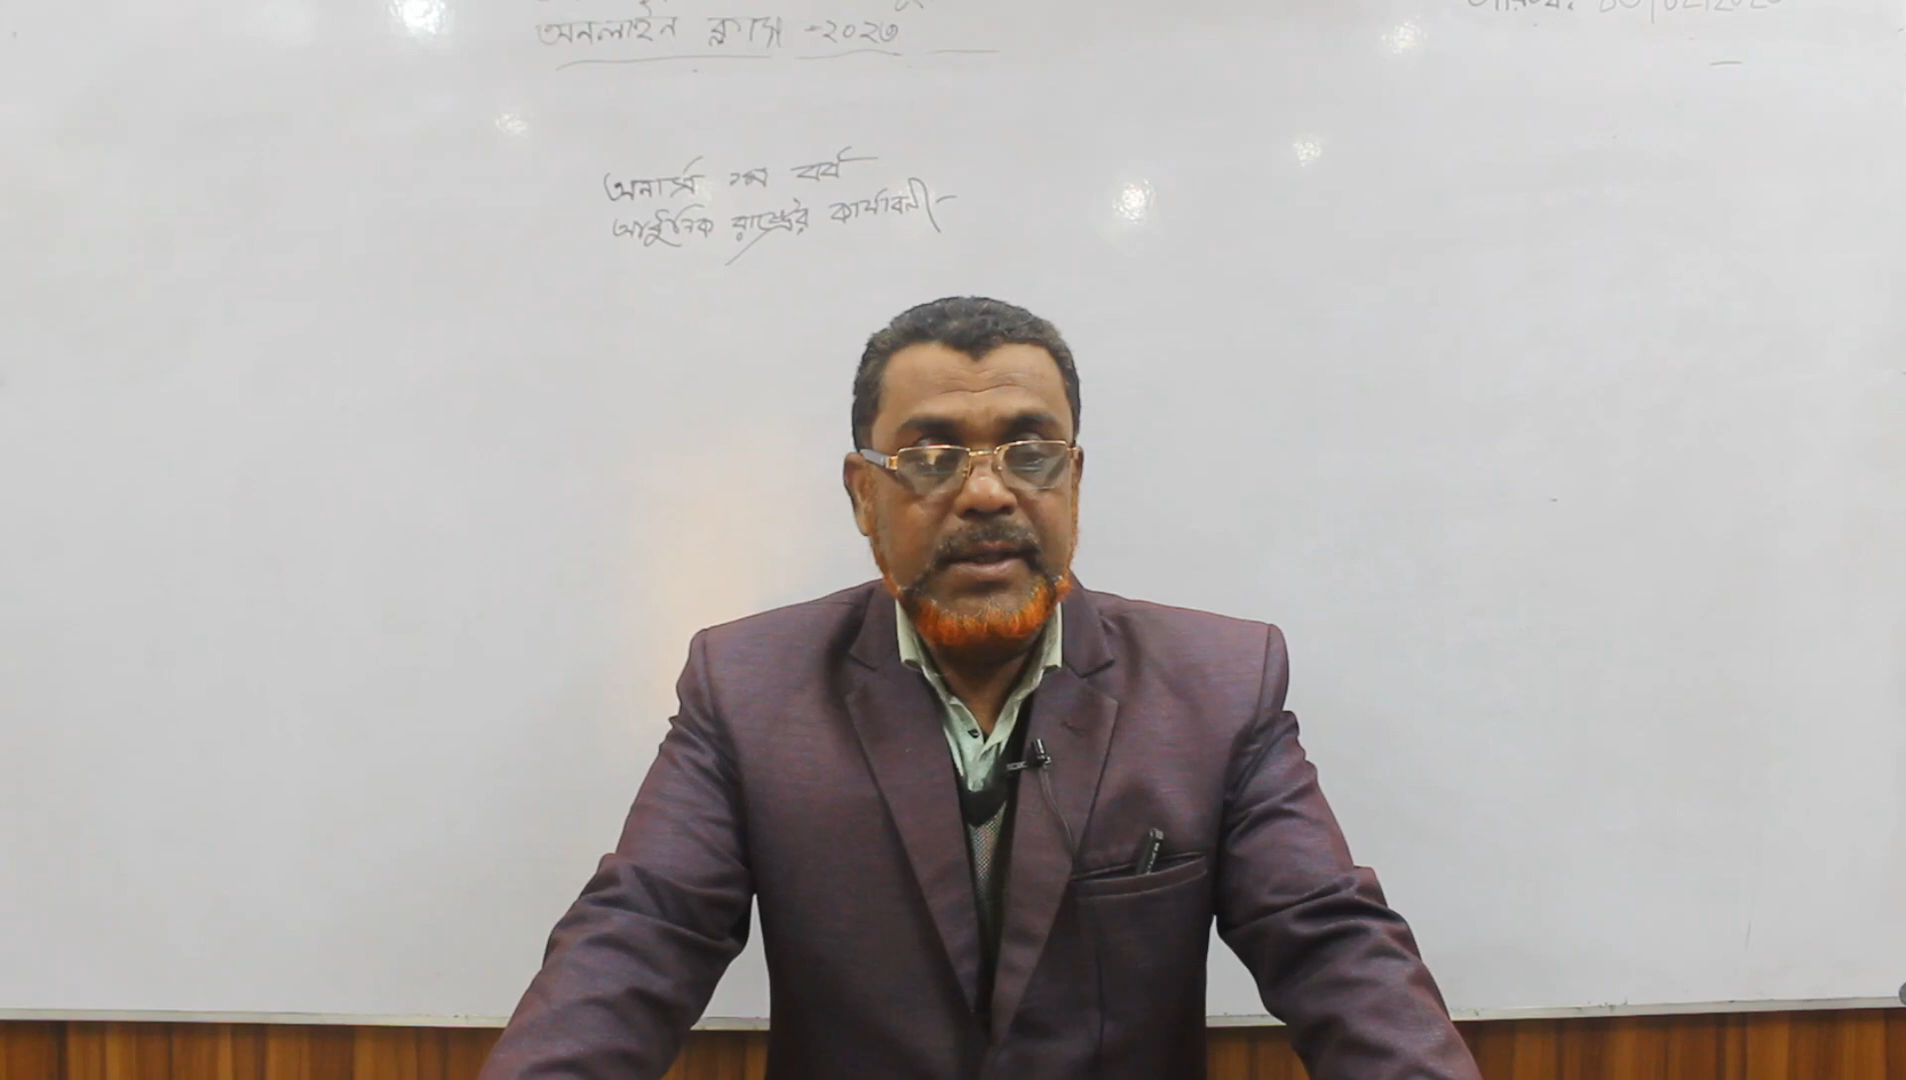 অনলাইন ক্লাস -২০২৩
অনার্স ১ম বর্ষ
আধুনিক রাষ্ট্রের কার্যাবলী-